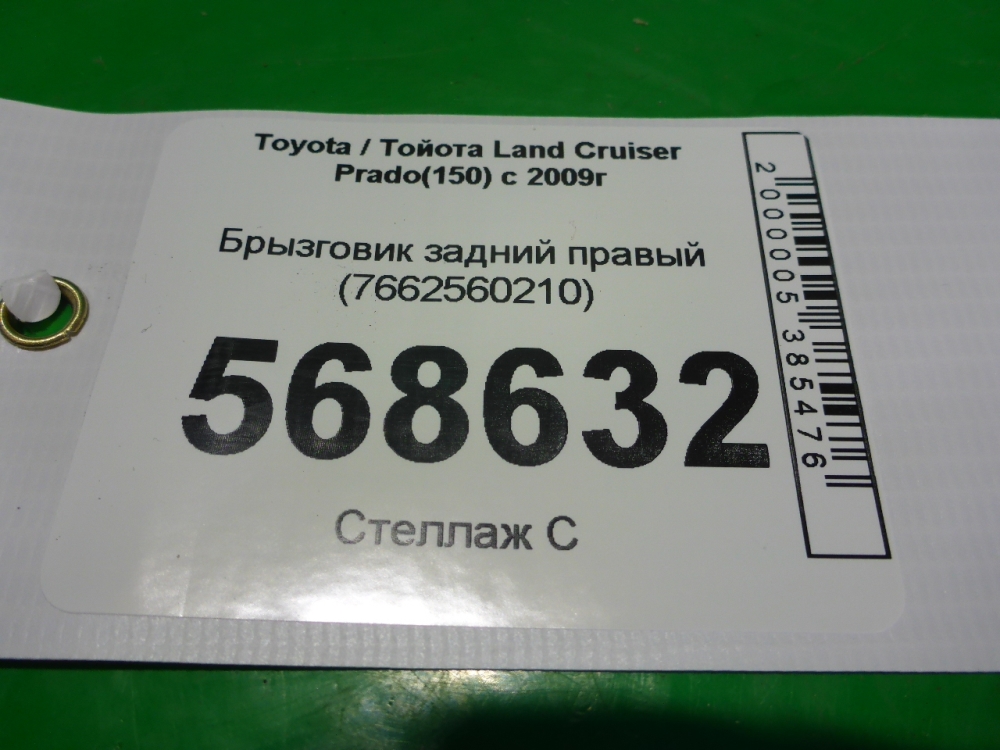 Toyota / Тойота Land Cruiser
Prado(150) с 2009г
Брызговик задний правый
(7662560210)
568632
Стеллаж С
2000005385476